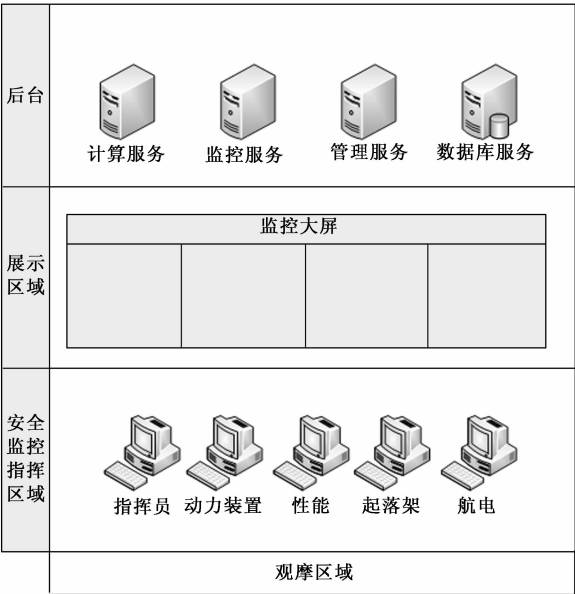 后台
计算服务
监控服务
管理服务
数据库服务
展示
区域
监控大屏
安全
监控
指挥
区域
指挥员
动力装置
性能
起落架
航电
观摩区域